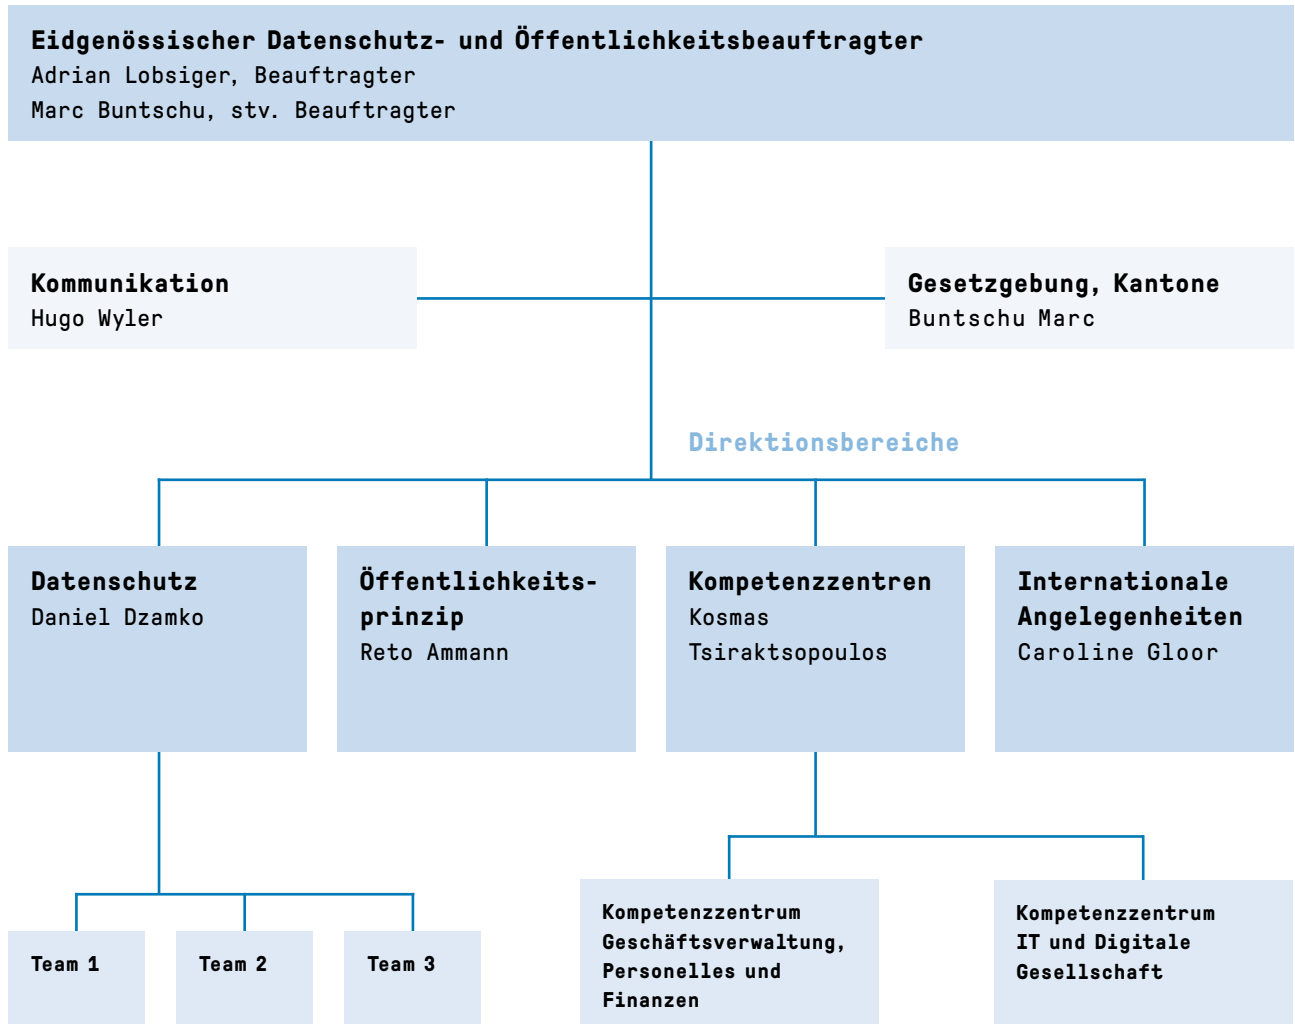 Eidgenössischer Datenschutz- und Öffentlichkeitsbeauftragter
Adrian Lobsiger, Beauftragter
Marc Buntschu, stv. Beauftragter
Kommunikation
Hugo Wyler
Gesetzgebung, Kantone
Buntschu Marc
Direktionsbereiche
Datenschutz
Daniel Dzamko
Öffentlichkeits-
prinzip
Reto Ammann
Kompetenzzentren
Kosmas
Tsiraktsopoulos
Internationale
Angelegenheiten
Caroline Gloor
Team 1
Team 2
Team 3
Kompetenzzentrum
Geschäftsverwaltung,
Personelles und
Finanzen
Kompetenzzentrum
IT und Digitale
Gesellschaft